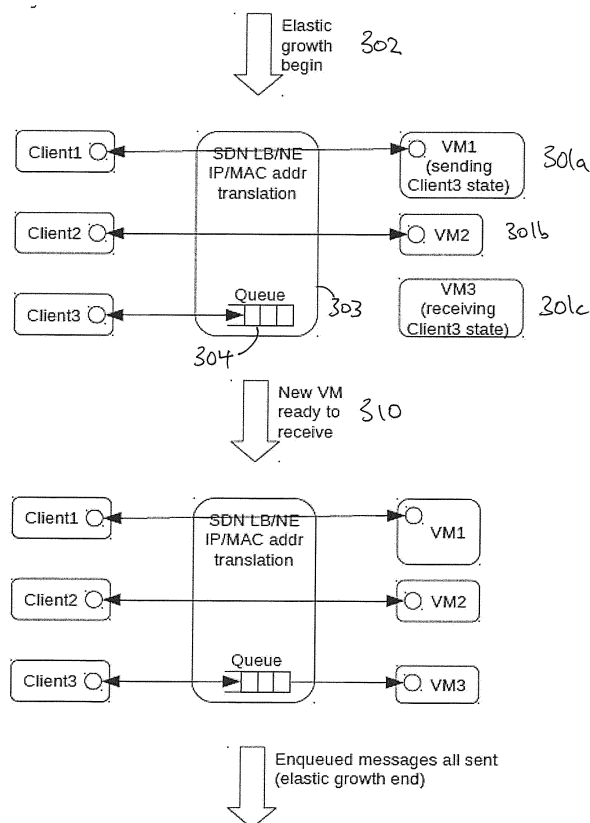 Elastic
growth 302
begin
Client1
SDN LB/NE
IP/MAC addr
translation
VM1
(sending
Client3 state)
301a
Client2
VM2
301b
Client3
Queue
303
304
VM3
(receiving
Client3 state)
301c
New VM
ready to 310
receive
Client1
SDN LB/NE
IP/MAC addr
translation
VM1
Client2
VM2
Client3
Queue
VM3
Enqueued messages all sent
(elastic growth end)